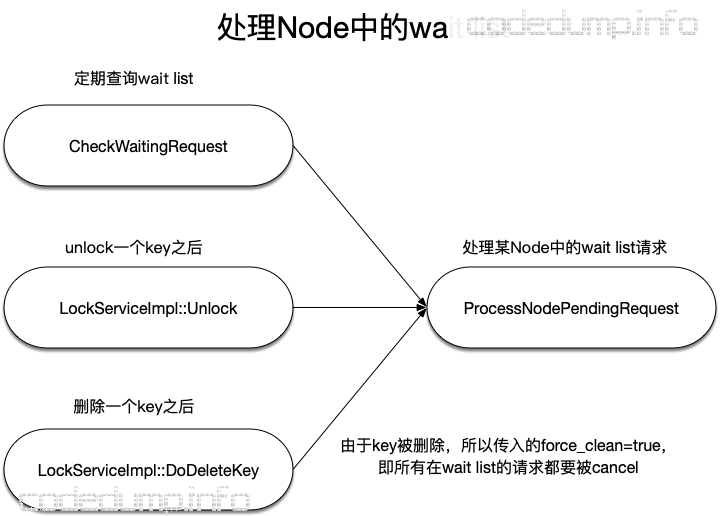 处理Node中的wait list
codedumpinfo
定期查询wait list
CheckWaitingRequest
unlock一个key之后
处理某Node中的wait list请求
LockServiceImpl::Unlock
ProcessNodePendingRequest
删除一个key之后
由于key被删除，所以传入的force_clean=true，
即所有在wait list的请求都要被cancel
LockServiceImpl::DoDeleteKey
codedumpinfo